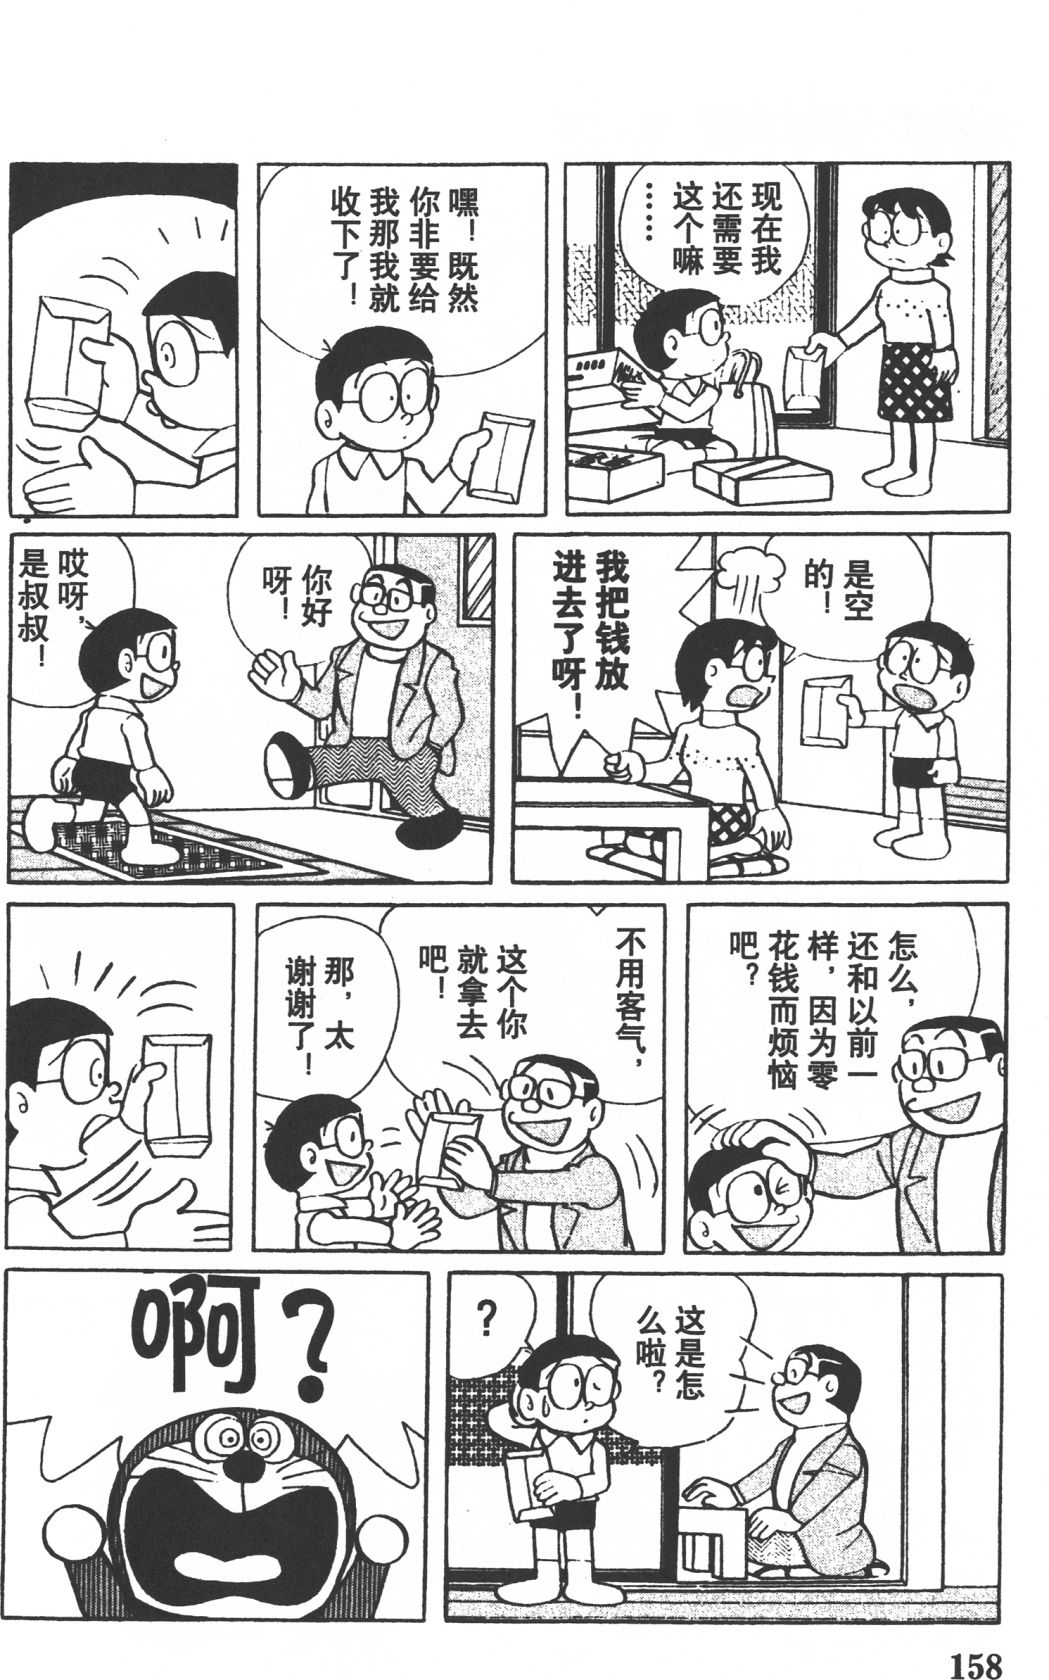 现在我
还需要
这个嘛
……
嘿！既然
你非要给
我那我就
收下了！
是空
的！
我把钱放
进去了呀！
你好
呀！
哎呀，
是叔叔！
怎么，
还和以前一
样，因为零
花钱而烦恼
吧？
不用客气，
这个你
就拿去
吧！
那，太
谢谢了！
这是怎
么啦？
？
啊？
158